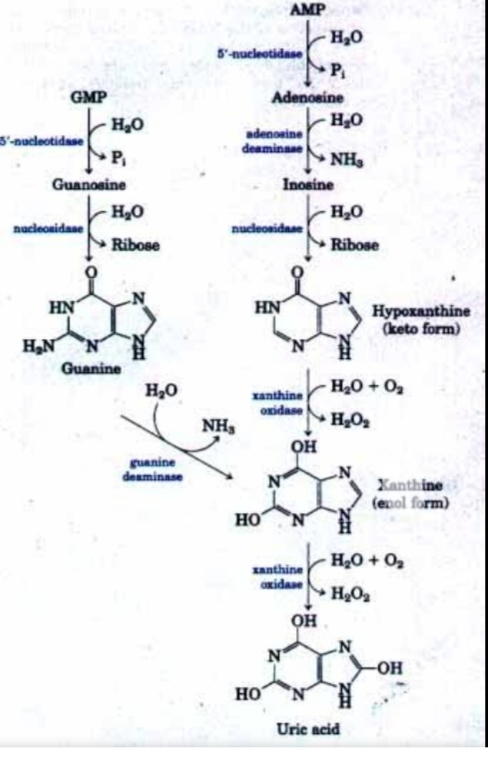 AMP
H₂O
5'-nucleotidase
Pᵢ
GMP
Adenosine
H₂O
5'-nucleotidase
Pᵢ
H₂O
adenosine
deaminase
NH₃
Guanosine
Inosine
H₂O
nucleosidase
Ribose
H₂O
nucleosidase
Ribose
O
HN
N
H₂N
N
N
H
Guanine
O
HN
N
N
N
H
Hypoxanthine
(keto form)
H₂O
NH₃
guanine
deaminase
xanthine
oxidase
H₂O + O₂
H₂O₂
OH
N
N
HO
N
N
H
Xanthine
(enol form)
xanthine
oxidase
H₂O + O₂
H₂O₂
OH
N
N
OH
HO
N
N
H
Uric acid